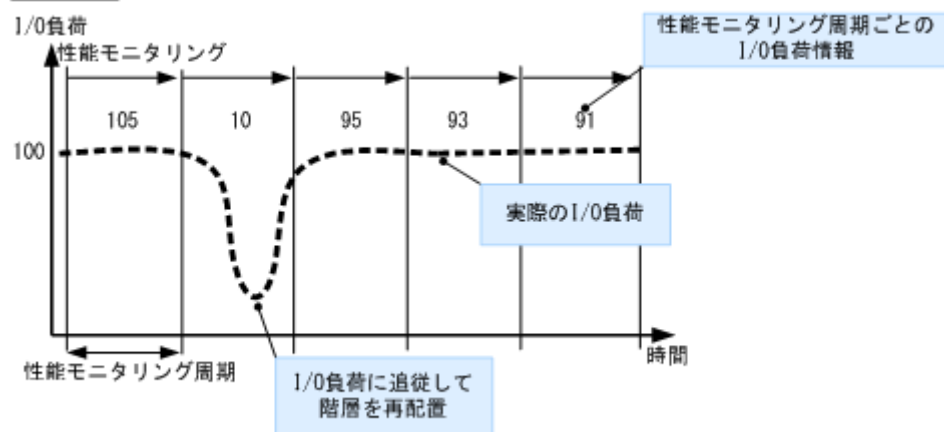 I/O負荷
性能モニタリング
性能モニタリング周期ごとの
I/O負荷情報
105
10
95
93
91
100
実際のI/O負荷
時間
性能モニタリング周期
I/O負荷に追従して
階層を再配置